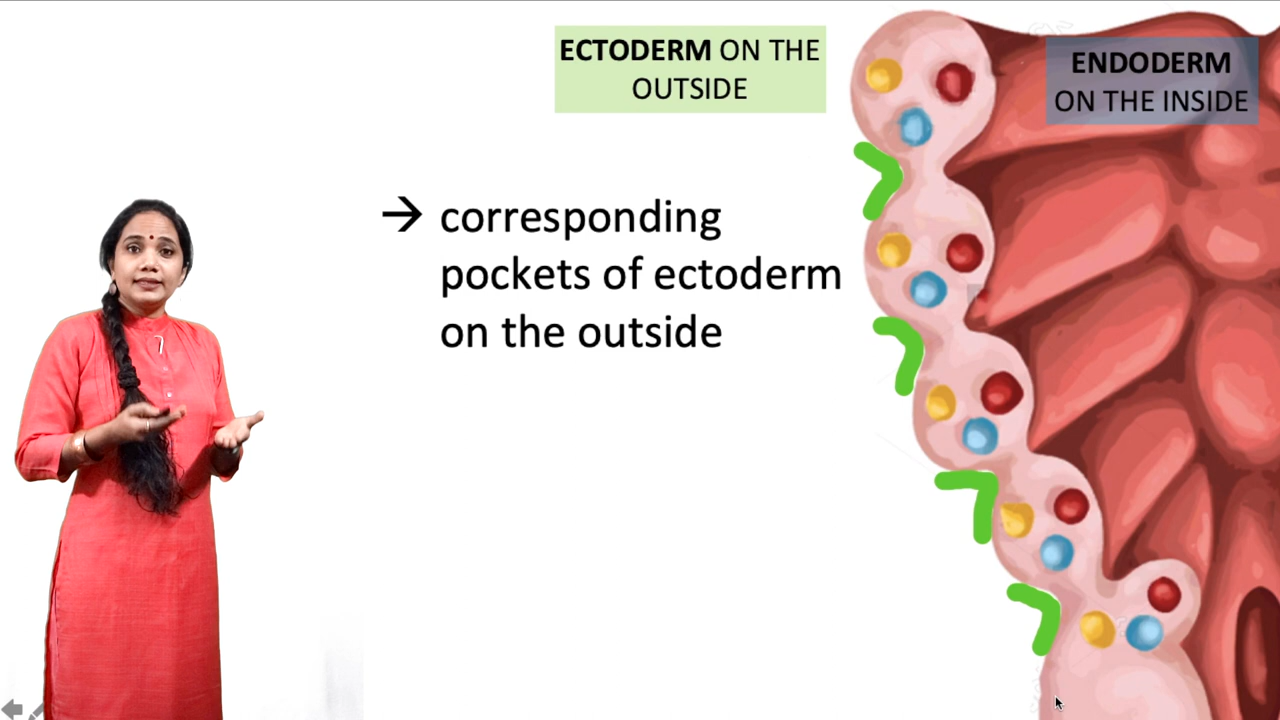 ECTODERM ON THE
OUTSIDE
ENDODERM
ON THE INSIDE
→ corresponding
pockets of ectoderm
on the outside